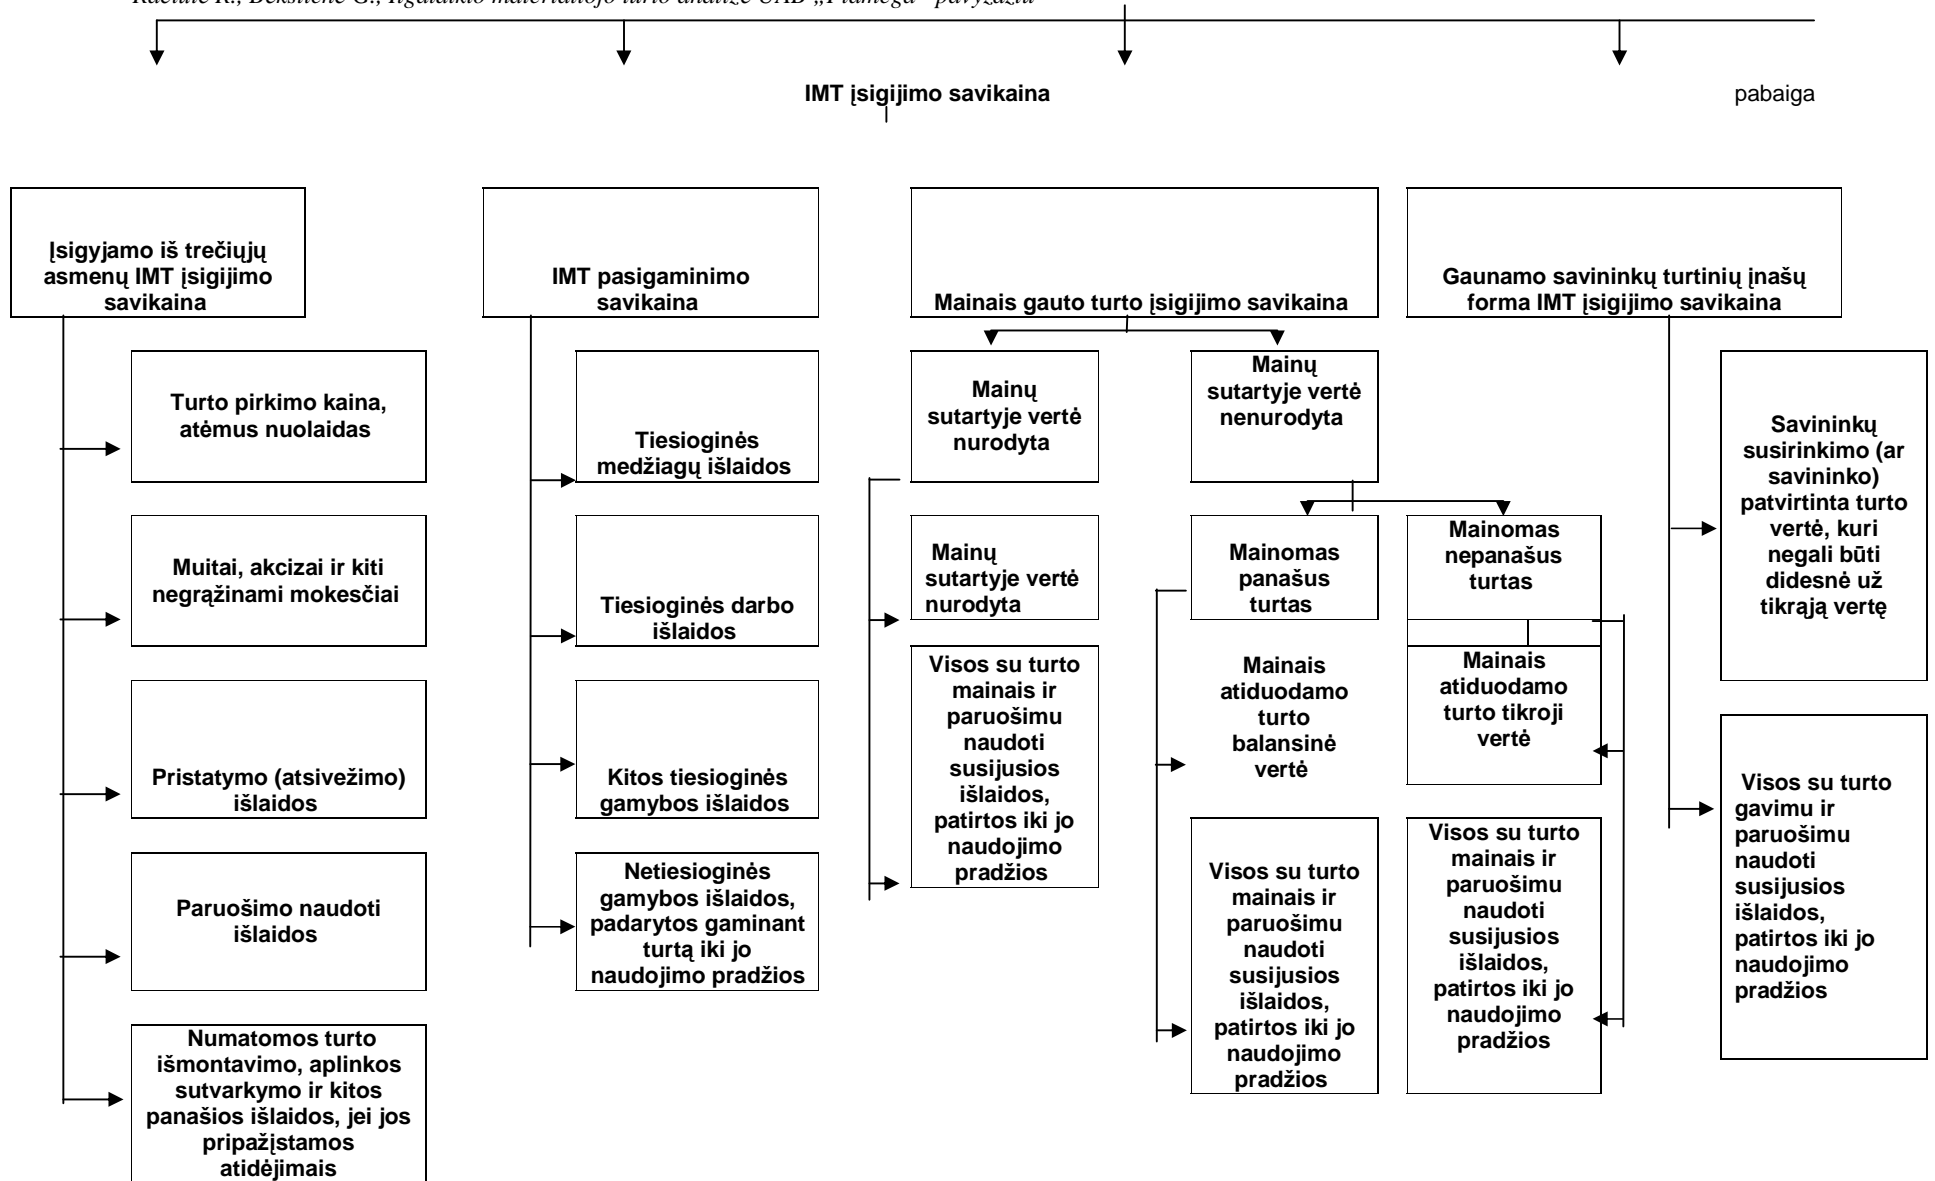 IMT įsigijimo savikaina
pabaiga
Įsigyjamo iš trečiųjų
asmenų IMT įsigijimo
savikaina
IMT pasigaminimo
savikaina
Mainais gauto turto įsigijimo savikaina
Gaunamo savininkų turtinių įnašų
forma IMT įsigijimo savikaina
Turto pirkimo kaina,
atėmus nuolaidas
Muitai, akcizai ir kiti
negrąžinami mokesčiai
Pristatymo (atsivežimo)
išlaidos
Paruošimo naudoti
išlaidos
Numatomos turto
išmontavimo, aplinkos
sutvarkymo ir kitos
panašios išlaidos, jei jos
pripažįstamos
atidėjimais
Tiesioginės
medžiagų išlaidos
Tiesioginės darbo
išlaidos
Kitos tiesioginės
gamybos išlaidos
Netiesioginės
gamybos išlaidos,
padarytos gaminant
turtą iki jo
naudojimo pradžios
Mainų
sutartyje vertė
nurodyta
Mainų
sutartyje vertė
nurodyta
Visos su turto
mainais ir
paruošimu
naudoti
susijusios
išlaidos,
patirtos iki jo
naudojimo
pradžios
Mainų
sutartyje vertė
nenurodyta
Mainomas
panašus
turtas
Mainais
atiduodamo
turto
balansinė
vertė
Visos su turto
mainais ir
paruošimu
naudoti
susijusios
išlaidos,
patirtos iki jo
naudojimo
pradžios
Mainomas
nepanašus
turtas
Mainais
atiduodamo
turto tikroji
vertė
Visos su turto
mainais ir
paruošimu
naudoti
susijusios
išlaidos,
patirtos iki jo
naudojimo
pradžios
Savininkų
susirinkimo (ar
savininko)
patvirtinta turto
vertė, kuri
negali būti
didesnė už
tikrąją vertę
Visos su turto
gavimu ir
paruošimu
naudoti
susijusios
išlaidos,
patirtos iki jo
naudojimo
pradžios